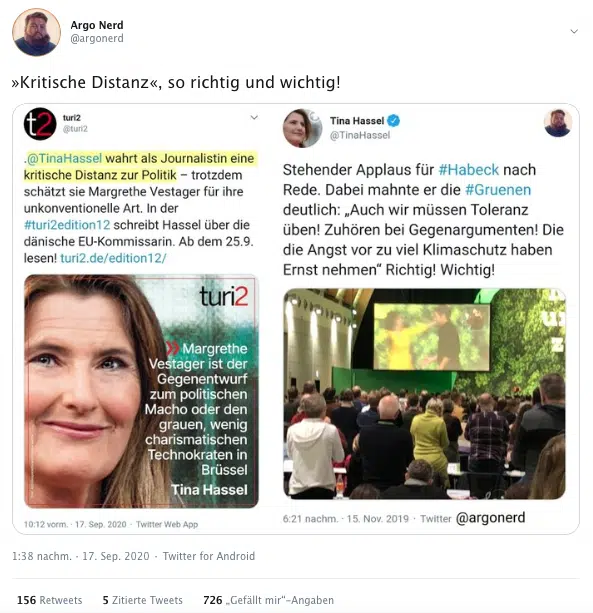 Argo Nerd
@argonerd
»Kritische Distanz«, so richtig und wichtig!
t2
turi2
@turi2
.@TinaHassel wahrt als Journalistin eine
kritische Distanz zur Politik – trotzdem
schätzt sie Margrethe Vestager für ihre
unkonventionelle Art. In der
#turi2edition12 schreibt Hassel über die
dänische EU-Kommissarin. Ab dem 25.9.
lesen! turi2.de/edition12/
turi2
» Margrethe
Vestager ist der
Gegenentwurf
zum politischen
Macho oder den
grauen, wenig
charismatischen
Technokraten in
Brüssel
Tina Hassel
10:12 vorm. · 17. Sep. 2020 · Twitter Web App
Tina Hassel
@TinaHassel
Stehender Applaus für #Habeck nach
Rede. Dabei mahnte er die #Gruenen
deutlich: „Auch wir müssen Toleranz
üben! Zuhören bei Gegenargumenten! Die
die Angst vor zu viel Klimaschutz haben
Ernst nehmen“ Richtig! Wichtig!
6:21 nachm. · 15. Nov. 2019 · Twitter @argonerd
1:38 nachm. · 17. Sep. 2020 · Twitter for Android
156 Retweets 5 Zitierte Tweets 726 „Gefällt mir“-Angaben